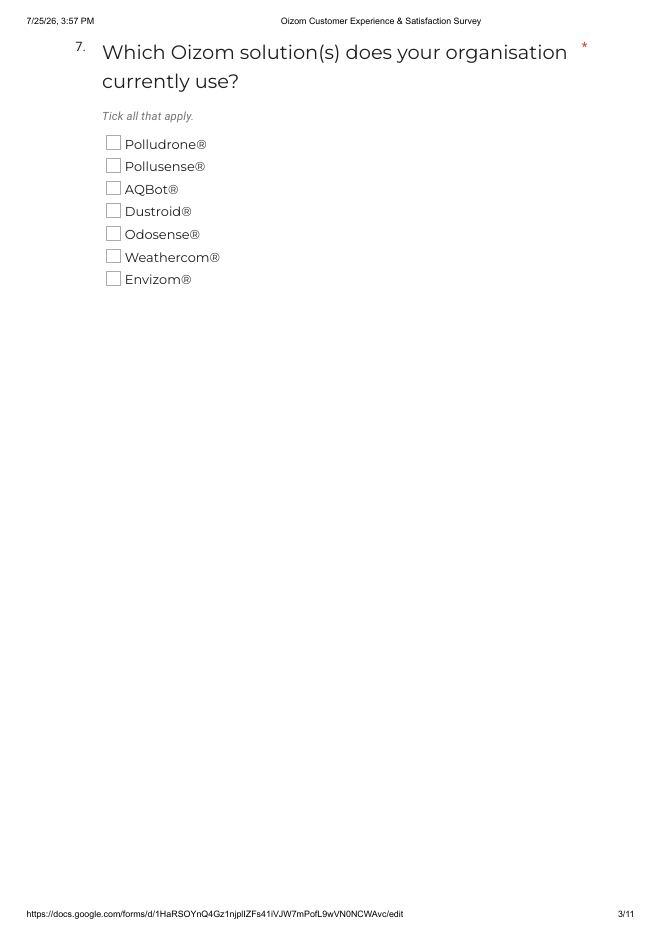 7/25/26, 3:57 PM
Oizom Customer Experience & Satisfaction Survey
7. Which Oizom solution(s) does your organisation *
currently use?
Tick all that apply.
Polludrone®
Pollusense®
AQBot®
Dustroid®
Odosense®
Weathercom®
Envizom®
https://docs.google.com/forms/d/1HaRSOYnQ4Gz1njpIlZFs41iVJW7mPofL9wVN0NCWAvc/edit
3/11